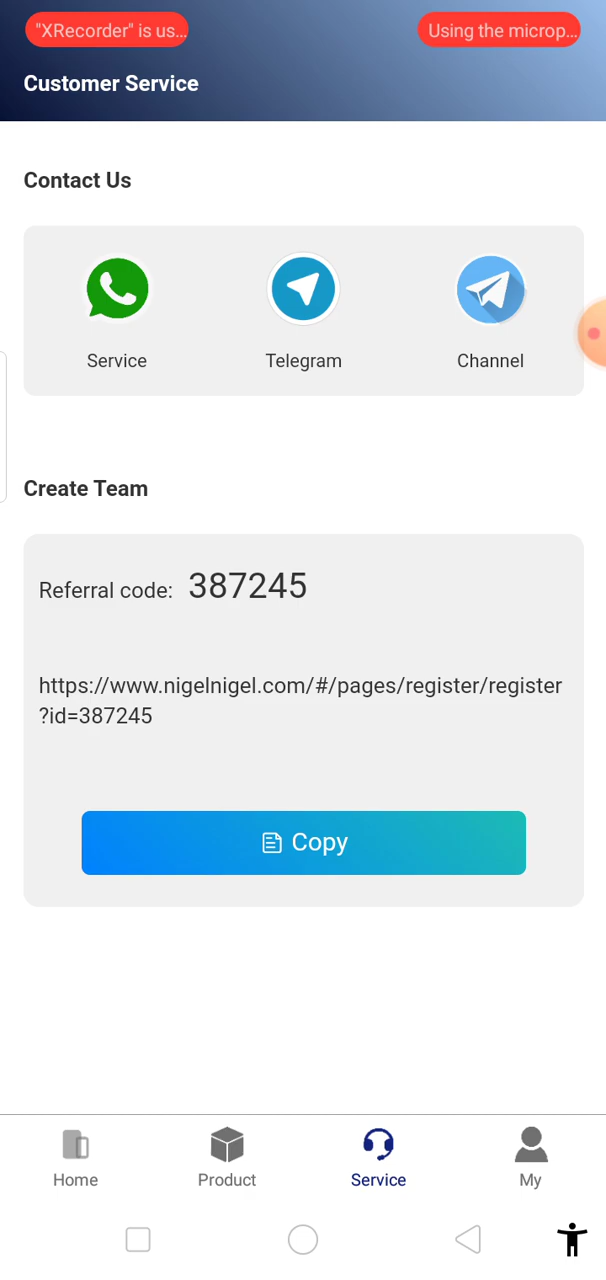 "XRecorder" is us...
Using the microp...
Customer Service
Contact Us
Service
Telegram
Channel
Create Team
Referral code: 387245
https://www.nigelnigel.com/#/pages/register/register
?id=387245
Copy
Home
Product
Service
My